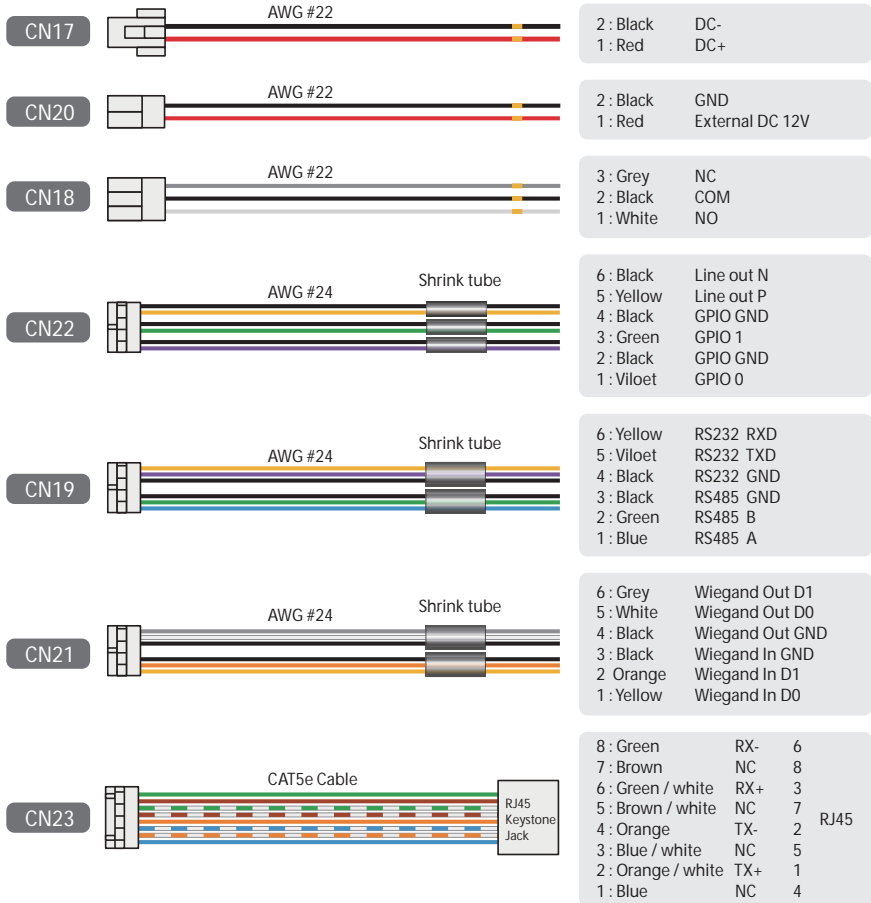 CN17
AWG #22
2 : Black DC-
1 : Red DC+
CN20
AWG #22
2 : Black GND
1 : Red External DC 12V
CN18
AWG #22
3 : Grey NC
2 : Black COM
1 : White NO
CN22
AWG #24
Shrink tube
6 : Black Line out N
5 : Yellow Line out P
4 : Black GPIO GND
3 : Green GPIO 1
2 : Black GPIO GND
1 : Viloet GPIO 0
CN19
AWG #24
Shrink tube
6 : Yellow RS232 RXD
5 : Viloet RS232 TXD
4 : Black RS232 GND
3 : Black RS485 GND
2 : Green RS485 B
1 : Blue RS485 A
CN21
AWG #24
Shrink tube
6 : Grey Wiegand Out D1
5 : White Wiegand Out D0
4 : Black Wiegand Out GND
3 : Black Wiegand In GND
2 Orange Wiegand In D1
1 : Yellow Wiegand In D0
CN23
CAT5e Cable
RJ45
Keystone
Jack
8 : Green RX- 6
7 : Brown NC 8
6 : Green / white RX+ 3
5 : Brown / white NC 7
4 : Orange TX- 2
3 : Blue / white NC 5
2 : Orange / white TX+ 1
1 : Blue NC 4
RJ45